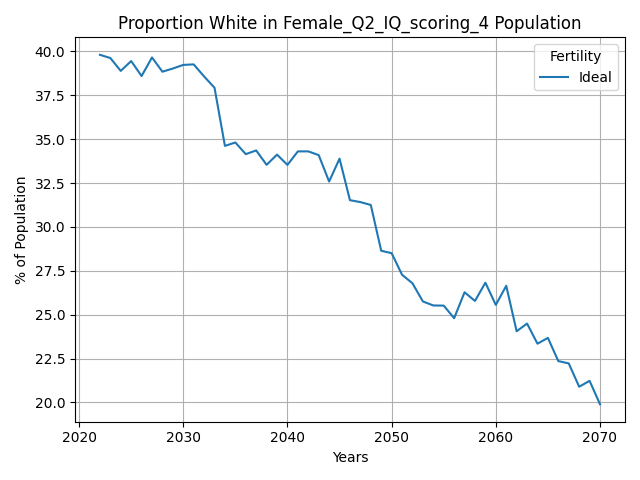 Proportion White in Female_Q2_IQ_scoring_4 Population
Fertility
Ideal
% of Population
40.0
37.5
35.0
32.5
30.0
27.5
25.0
22.5
20.0
2020 2030 2040 2050 2060 2070
Years